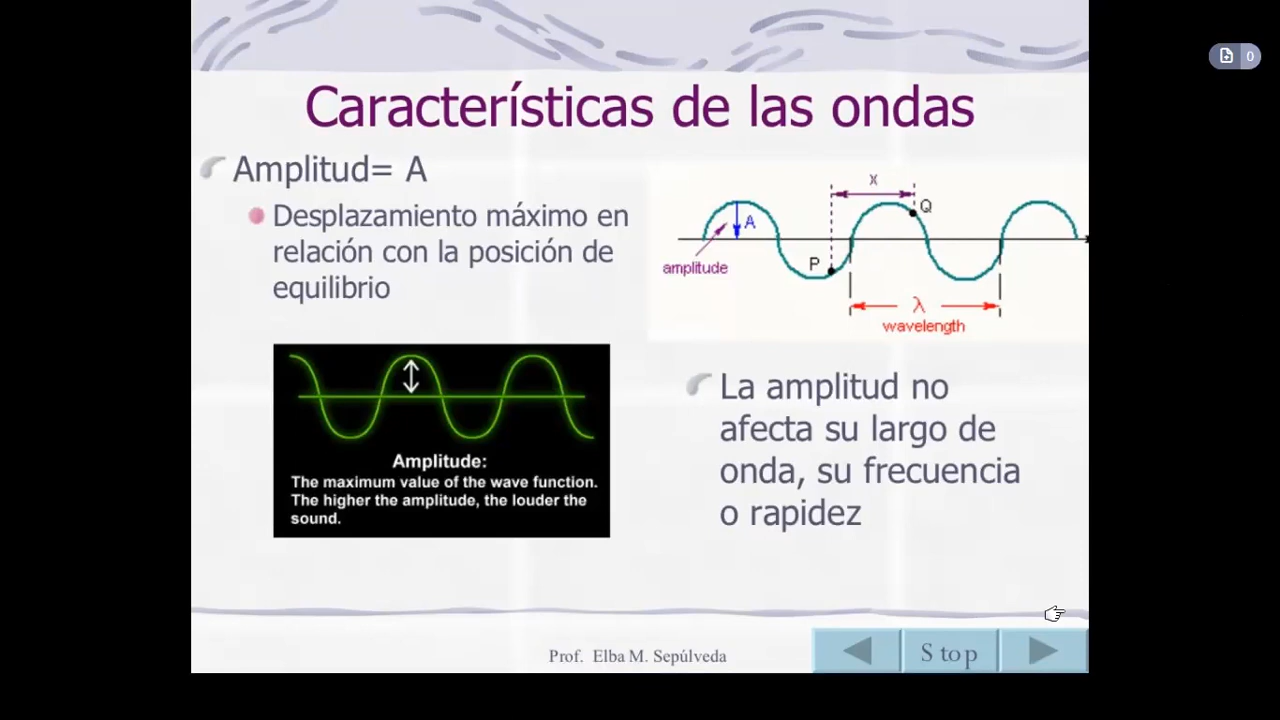 0
Características de las ondas
Amplitud= A
Desplazamiento máximo en
relación con la posición de
equilibrio
x
Q
A
P
amplitude
λ
wavelength
Amplitude:
The maximum value of the wave function.
The higher the amplitude, the louder the
sound.
La amplitud no
afecta su largo de
onda, su frecuencia
o rapidez
Prof. Elba M. Sepúlveda
Stop